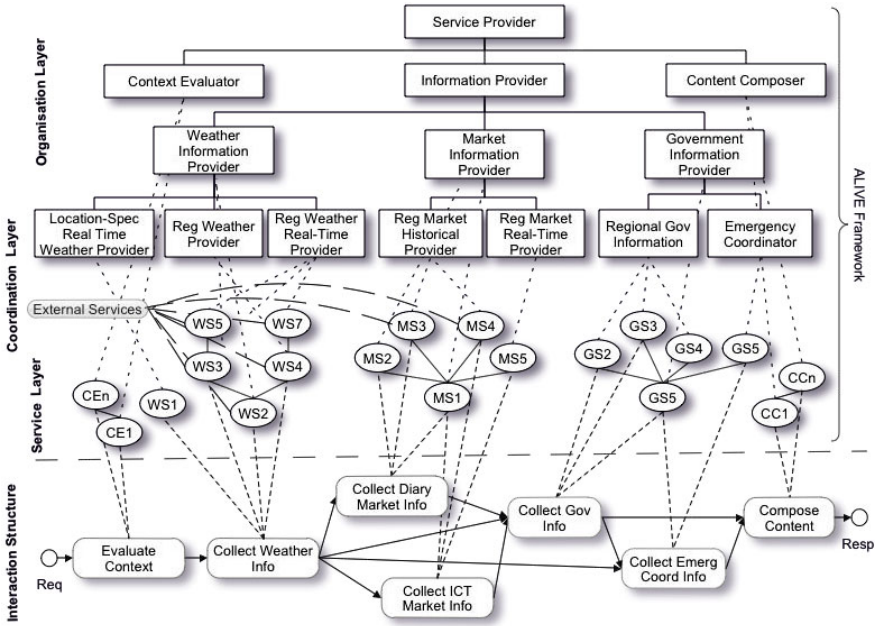 Service Provider
Context Evaluator
Information Provider
Content Composer
Weather
Information
Provider
Market
Information
Provider
Government
Information
Provider
Location-Spec
Real Time
Weather Provider
Reg Weather
Provider
Reg Weather
Real-Time
Provider
Reg Market
Historical
Provider
Reg Market
Real-Time
Provider
Regional Gov
Information
Emergency
Coordinator
External Services
WS5
WS7
MS3
MS4
GS3
WS3
WS4
MS2
MS5
GS2
GS4
GS5
CEn
WS1
WS2
MS1
GS5
CCn
CE1
CC1
Collect Diary
Market Info
Collect Gov
Info
Compose
Content
Evaluate
Context
Collect Weather
Info
Collect Emerg
Coord Info
Collect ICT
Market Info
Req
Resp
Organisation Layer
Coordination Layer
Service Layer
Interaction Structure
ALIVE Framework